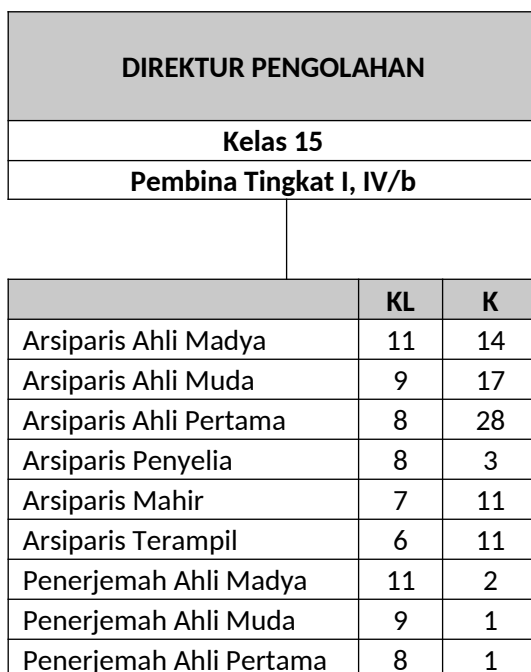 DIREKTUR PENGOLAHAN
Kelas 15
Pembina Tingkat I, IV/b
KL K
Arsiparis Ahli Madya 11 14
Arsiparis Ahli Muda 9 17
Arsiparis Ahli Pertama 8 28
Arsiparis Penyelia 8 3
Arsiparis Mahir 7 11
Arsiparis Terampil 6 11
Penerjemah Ahli Madya 11 2
Penerjemah Ahli Muda 9 1
Penerjemah Ahli Pertama 8 1